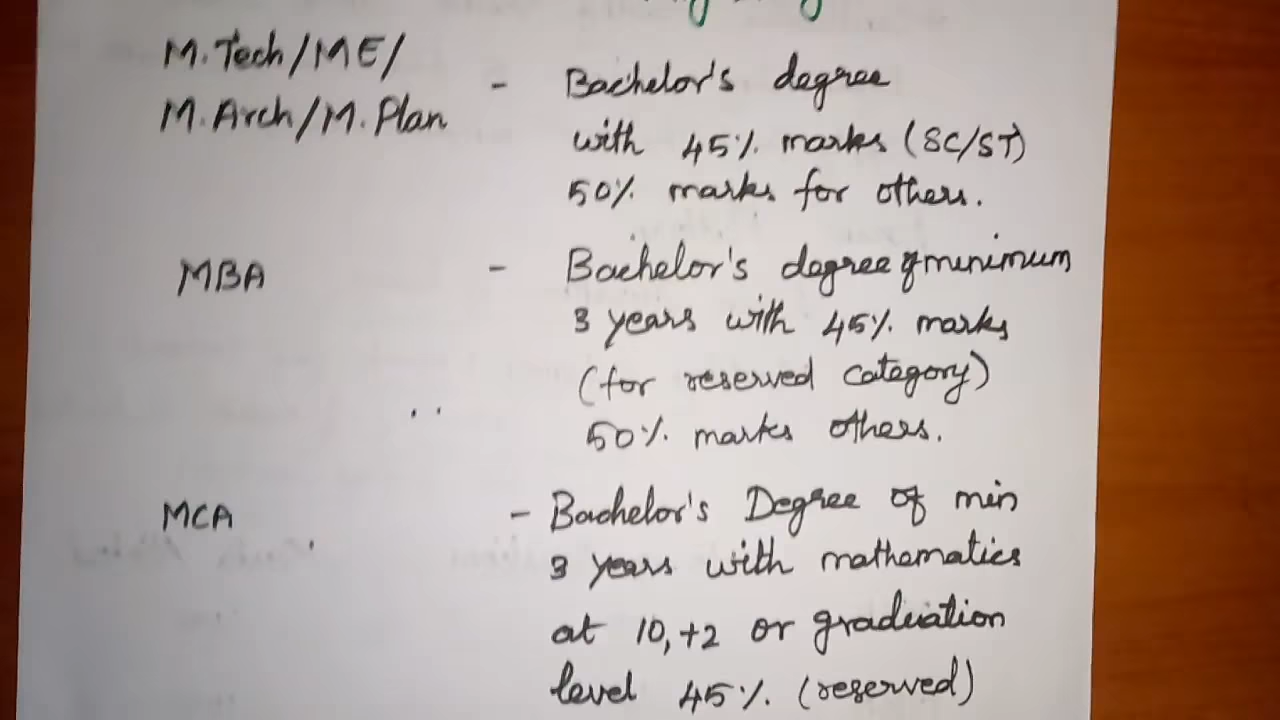 M.Tech/ME/
M.Arch/M.Plan - Bachelor's degree
with 45% marks (SC/ST)
50% marks for others.
MBA - Bachelor's degree of minimum
3 years with 45% marks
(for reserved category)
50% marks others.
MCA - Bachelor's Degree of min
3 years with mathematics
at 10,+2 or graduation
level 45% (reserved)